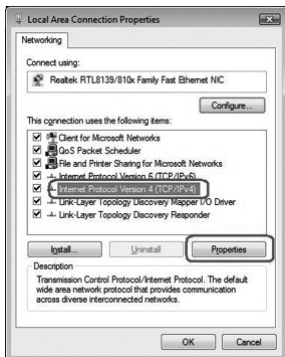 Local Area Connection Properties
Networking
Connect using:
Realtek RTL8139/810x Family Fast Ethernet NIC
Configure...
This connection uses the following items:
Client for Microsoft Networks
QoS Packet Scheduler
File and Printer Sharing for Microsoft Networks
Internet Protocol Version 6 (TCP/IPv6)
Internet Protocol Version 4 (TCP/IPv4)
Link-Layer Topology Discovery Mapper I/O Driver
Link-Layer Topology Discovery Responder
Install...
Uninstall
Properties
Description
Transmission Control Protocol/Internet Protocol. The default
wide area network protocol that provides communication
across diverse interconnected networks.
OK
Cancel